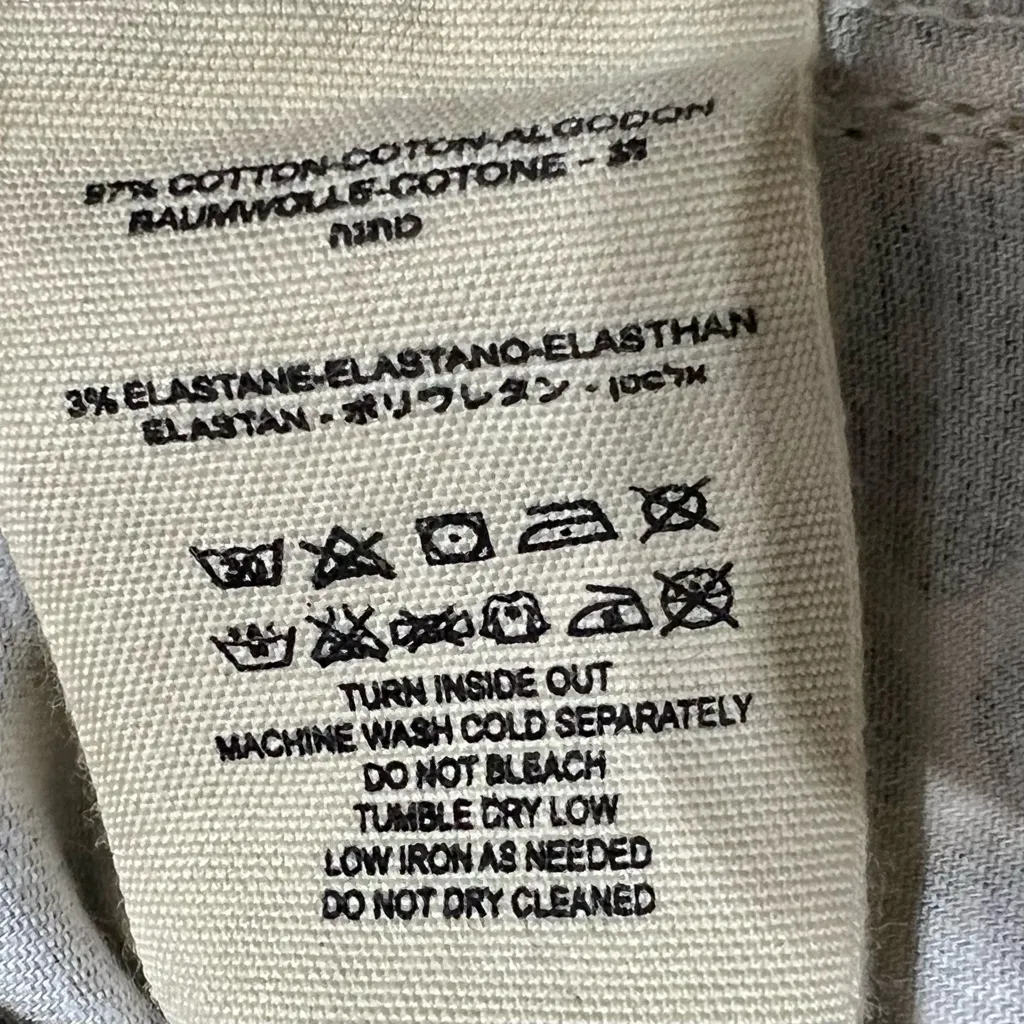 97% COTTON-COTON-ALGODON
BAUMWOLLE-COTONE - 綿
כותנה
3% ELASTANE-ELASTANO-ELASTHAN
ELASTAN - ポリウレタン -
30
TURN INSIDE OUT
MACHINE WASH COLD SEPARATELY
DO NOT BLEACH
TUMBLE DRY LOW
LOW IRON AS NEEDED
DO NOT DRY CLEANED